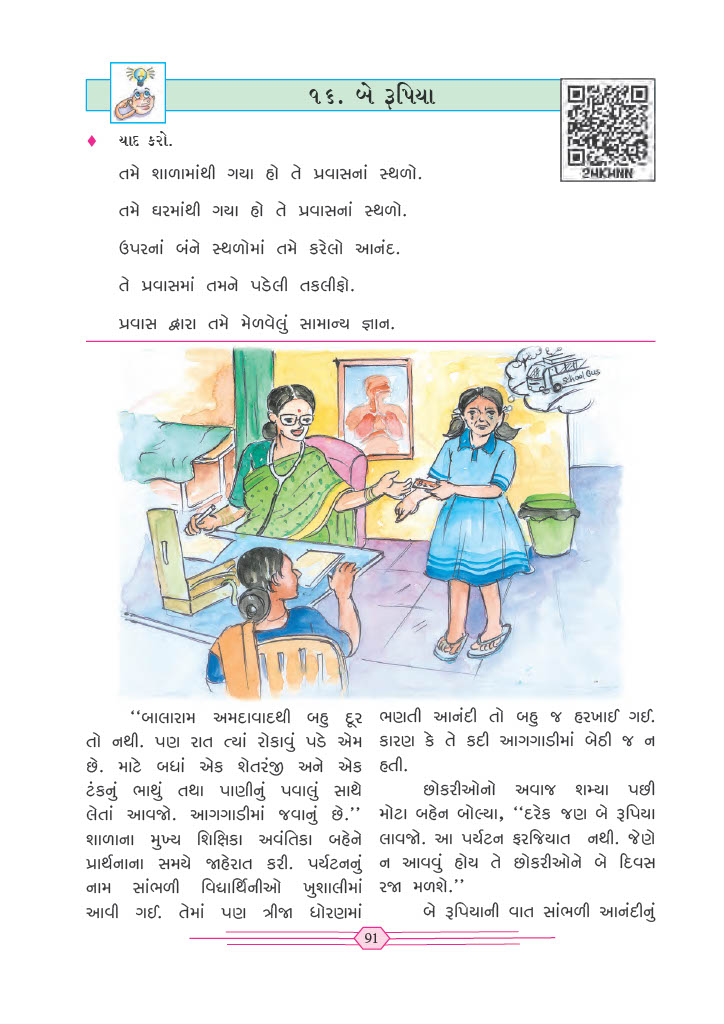 ૧૬. બે રૂપિયા
2MKMNN
♦ યાદ કરો.
તમે શાળામાંથી ગયા હો તે પ્રવાસનાં સ્થળો.
તમે ઘરમાંથી ગયા હો તે પ્રવાસનાં સ્થળો.
ઉપરનાં બંને સ્થળોમાં તમે કરેલો આનંદ.
તે પ્રવાસમાં તમને પડેલી તકલીફો.
પ્રવાસ દ્વારા તમે મેળવેલું સામાન્ય જ્ઞાન.
School Bus
‘‘બાલારામ અમદાવાદથી બહુ દૂર
તો નથી. પણ રાત ત્યાં રોકાવું પડે એમ
છે. માટે બધાં એક શેતરંજી અને એક
ટંકનું ભાથું તથા પાણીનું પવાલું સાથે
લેતાં આવજો. આગગાડીમાં જવાનું છે.’’
શાળાના મુખ્ય શિક્ષિકા અવંતિકા બહેને
પ્રાર્થનાના સમયે જાહેરાત કરી. પર્યટનનું
નામ સાંભળી વિદ્યાર્થિનીઓ ખુશાલીમાં
આવી ગઈ. તેમાં પણ ત્રીજા ધોરણમાં
ભણતી આનંદી તો બહુ જ હરખાઈ ગઈ.
કારણ કે તે કદી આગગાડીમાં બેઠી જ ન
હતી.
છોકરીઓનો અવાજ શમ્યા પછી
મોટા બહેન બોલ્યા, ‘‘દરેક જણ બે રૂપિયા
લાવજો. આ પર્યટન ફરજિયાત નથી. જેણે
ન આવવું હોય તે છોકરીઓને બે દિવસ
રજા મળશે.’’
બે રૂપિયાની વાત સાંભળી આનંદીનું
91